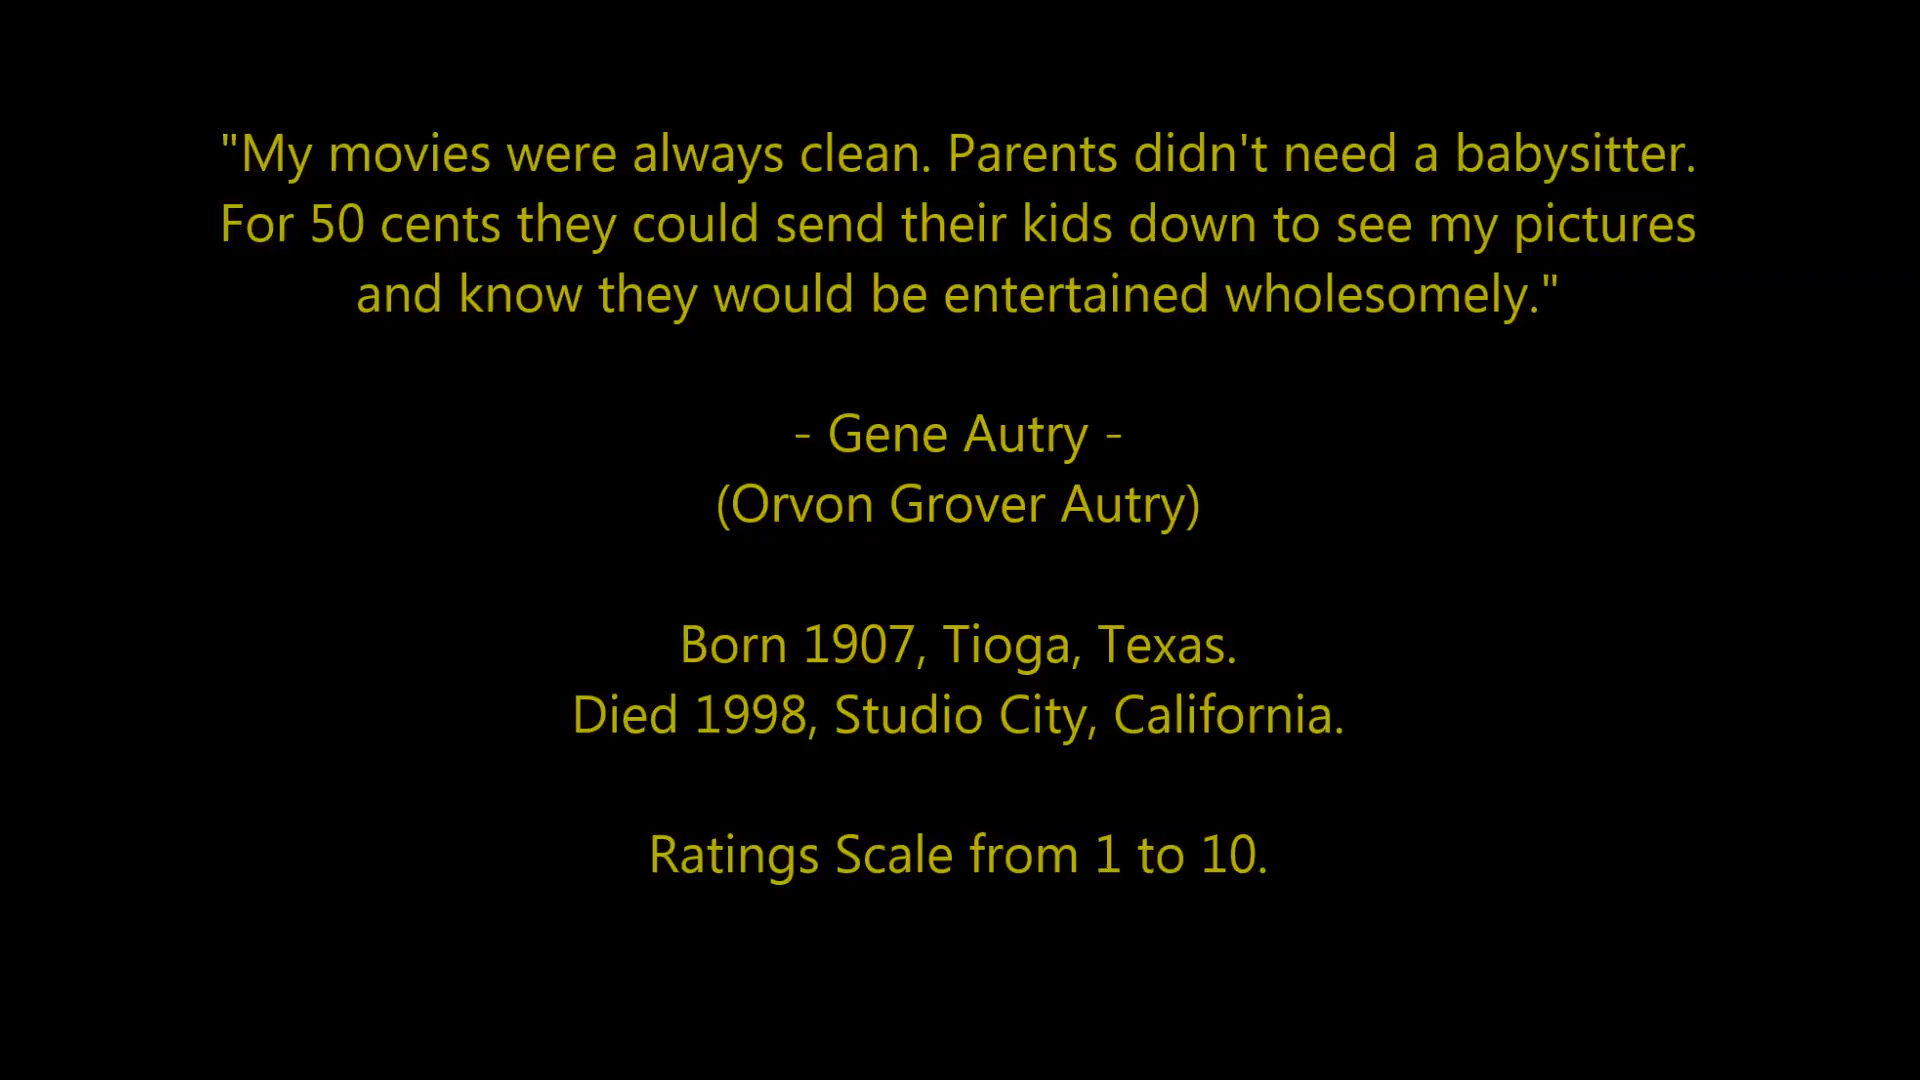 "My movies were always clean. Parents didn't need a babysitter.
For 50 cents they could send their kids down to see my pictures
and know they would be entertained wholesomely."
- Gene Autry -
(Orvon Grover Autry)
Born 1907, Tioga, Texas.
Died 1998, Studio City, California.
Ratings Scale from 1 to 10.